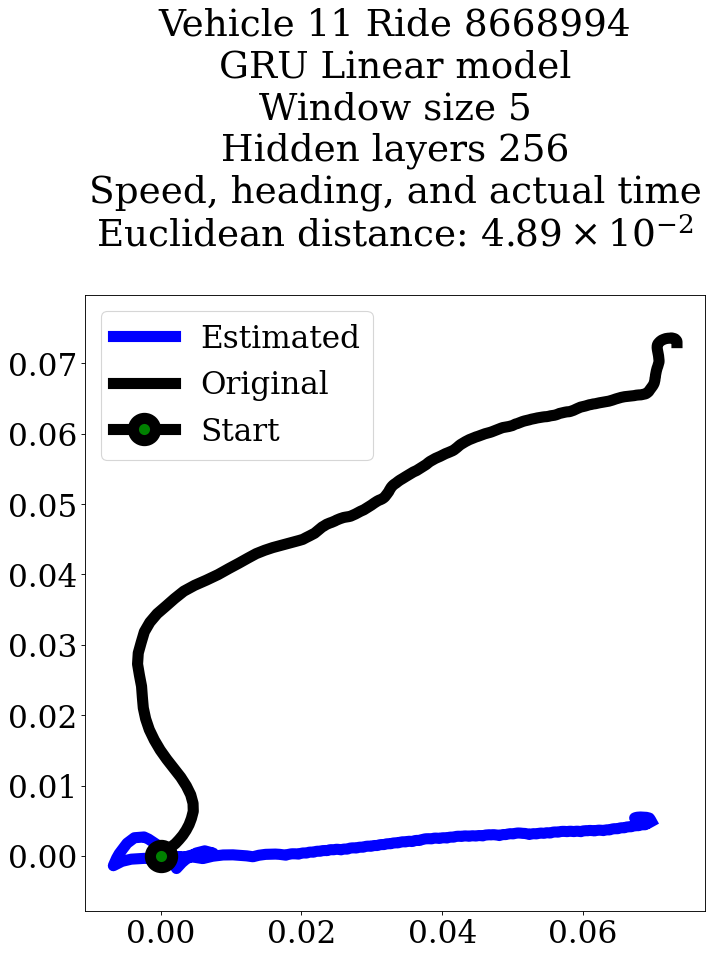 Vehicle 11 Ride 8668994
GRU Linear model
Window size 5
Hidden layers 256
Speed, heading, and actual time
Euclidean distance: 4.89 × 10⁻²
Estimated
Original
Start
0.07
0.06
0.05
0.04
0.03
0.02
0.01
0.00
0.00 0.02 0.04 0.06